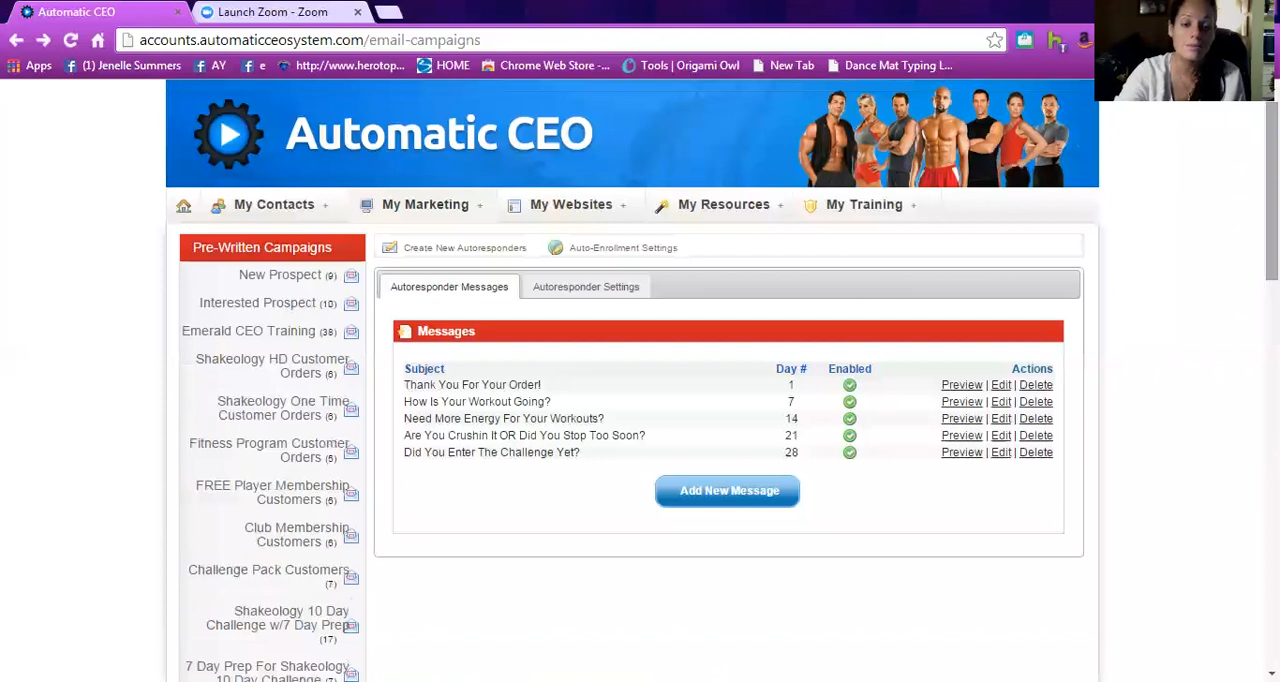 Automatic CEO
Launch Zoom - Zoom
accounts.automaticceosystem.com/email-campaigns
Apps (1) Jenelle Summers AY e http://www.herotop... HOME Chrome Web Store -... Tools | Origami Owl New Tab Dance Mat Typing L...
Automatic CEO
My Contacts + My Marketing + My Websites + My Resources + My Training +
Pre-Written Campaigns
New Prospect (9)
Interested Prospect (10)
Emerald CEO Training (38)
Shakeology HD Customer
Orders (6)
Shakeology One Time
Customer Orders (6)
Fitness Program Customer
Orders (5)
FREE Player Membership
Customers (6)
Club Membership
Customers (6)
Challenge Pack Customers
(7)
Shakeology 10 Day
Challenge w/7 Day Prep
(17)
7 Day Prep For Shakeology
10 Day Challenge (7)
Create New Autoresponders Auto-Enrollment Settings
Autoresponder Messages Autoresponder Settings
Messages
Subject Day # Enabled Actions
Thank You For Your Order! 1 Preview | Edit | Delete
How Is Your Workout Going? 7 Preview | Edit | Delete
Need More Energy For Your Workouts? 14 Preview | Edit | Delete
Are You Crushin It OR Did You Stop Too Soon? 21 Preview | Edit | Delete
Did You Enter The Challenge Yet? 28 Preview | Edit | Delete
Add New Message